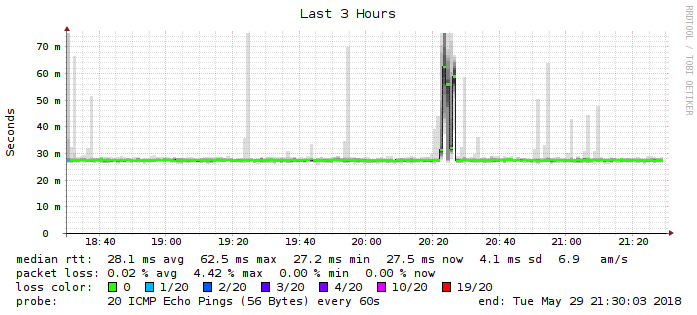 Last 3 Hours
RRDTOOL / TOBI OETIKER
Seconds
70 m
60 m
50 m
40 m
30 m
20 m
10 m
0
18:40 19:00 19:20 19:40 20:00 20:20 20:40 21:00 21:20
median rtt: 28.1 ms avg 62.5 ms max 27.2 ms min 27.5 ms now 4.1 ms sd 6.9 am/s
packet loss: 0.02 % avg 4.42 % max 0.00 % min 0.00 % now
loss color: 0 1/20 2/20 3/20 4/20 10/20 19/20
probe: 20 ICMP Echo Pings (56 Bytes) every 60s end: Tue May 29 21:30:03 2018